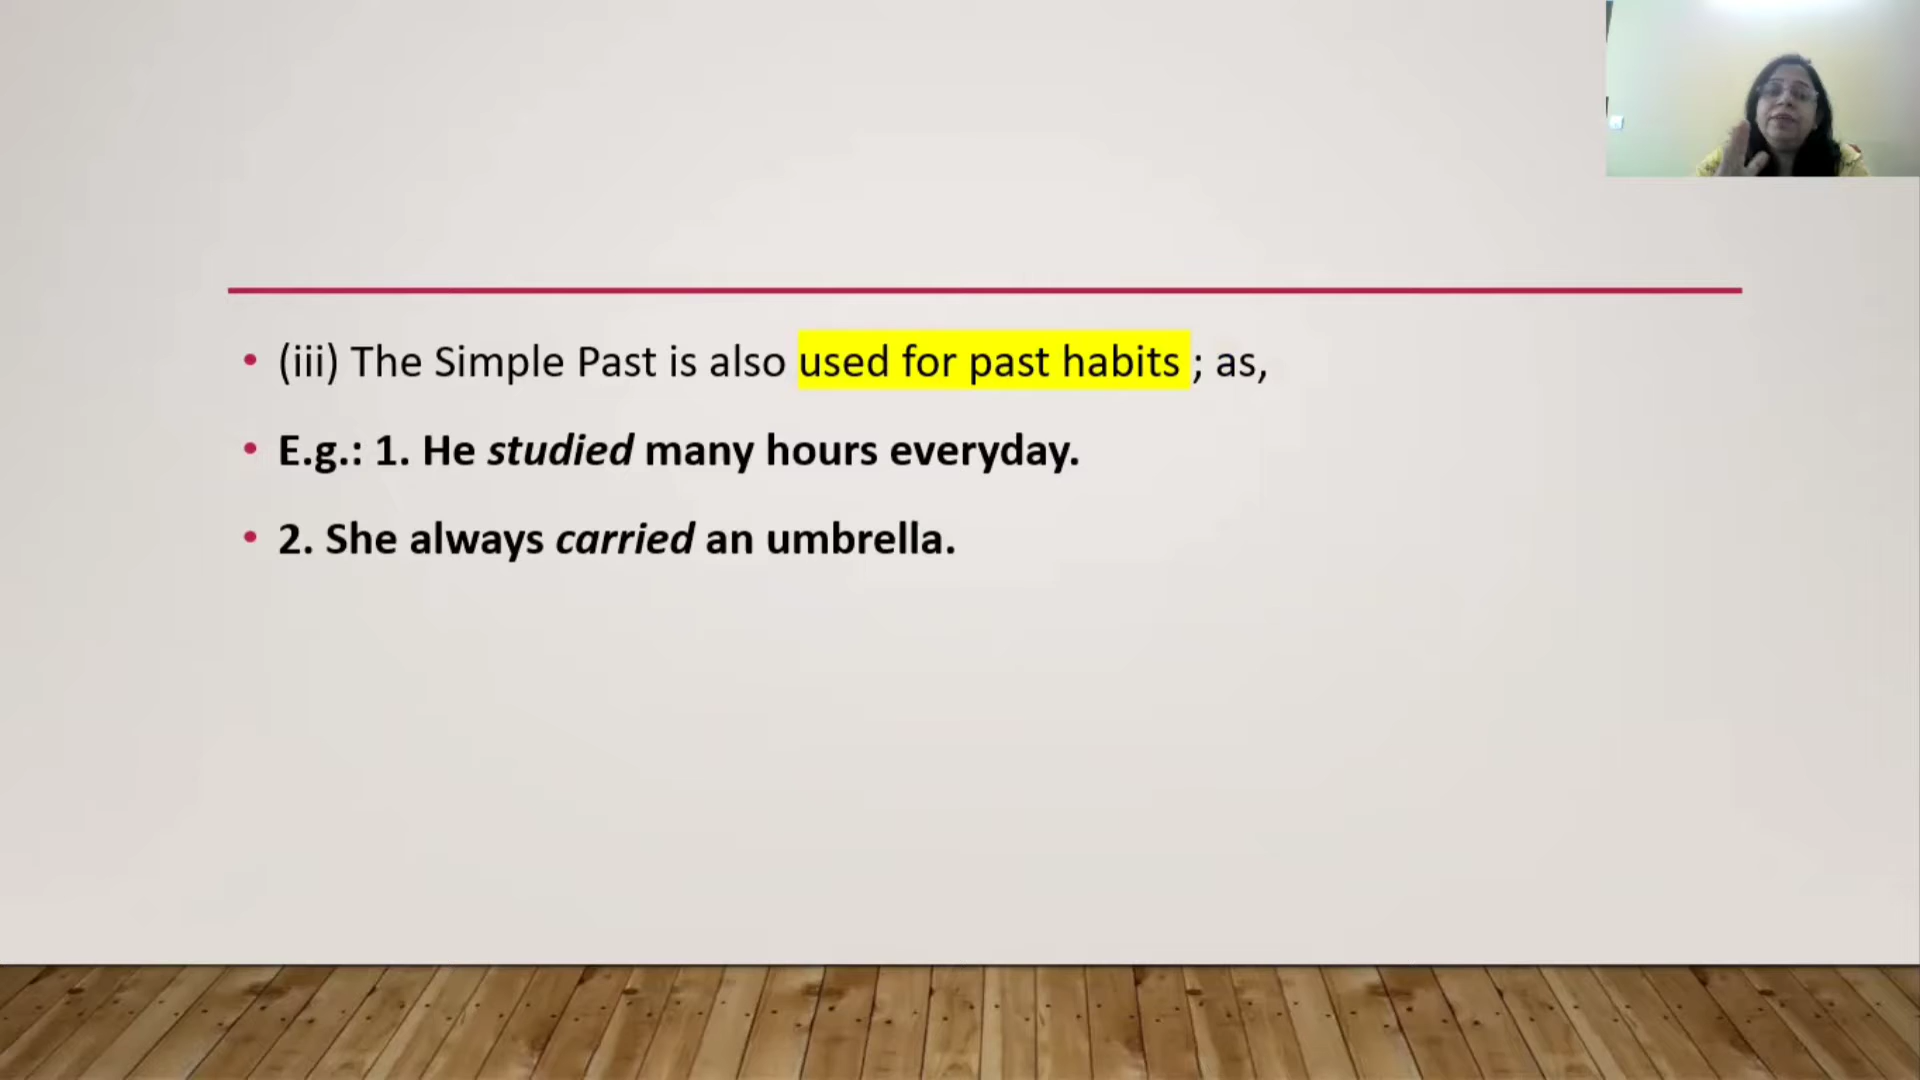 • (iii) The Simple Past is also used for past habits ; as,
• E.g.: 1. He studied many hours everyday.
• 2. She always carried an umbrella.